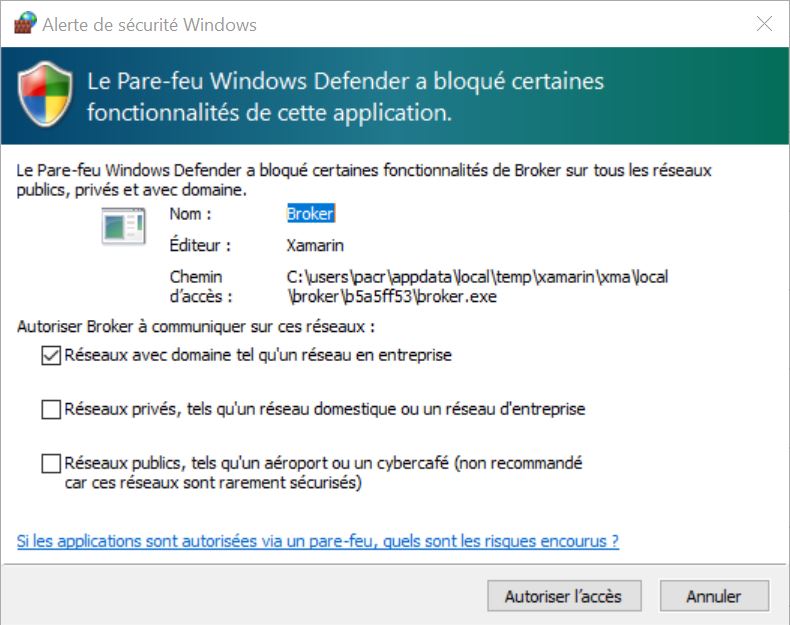 Alerte de sécurité Windows
Le Pare-feu Windows Defender a bloqué certaines
fonctionnalités de cette application.
Le Pare-feu Windows Defender a bloqué certaines fonctionnalités de Broker sur tous les réseaux
publics, privés et avec domaine.
Nom : Broker
Éditeur : Xamarin
Chemin C:\users\pacr\appdata\local\temp\xamarin\xma\local
d’accès : \broker\b5a5ff53\broker.exe
Autoriser Broker à communiquer sur ces réseaux :
Réseaux avec domaine tel qu'un réseau en entreprise
Réseaux privés, tels qu'un réseau domestique ou un réseau d'entreprise
Réseaux publics, tels qu'un aéroport ou un cybercafé (non recommandé
car ces réseaux sont rarement sécurisés)
Si les applications sont autorisées via un pare-feu, quels sont les risques encourus ?
Autoriser l’accès Annuler